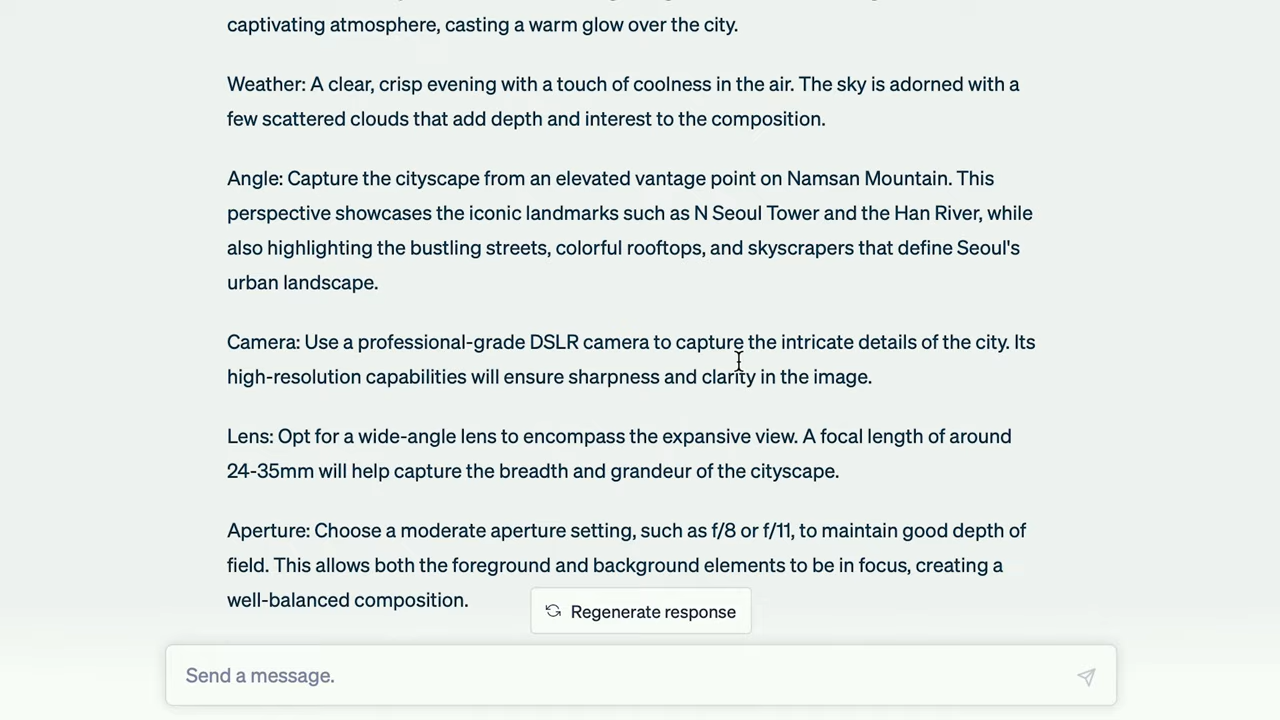 captivating atmosphere, casting a warm glow over the city.
Weather: A clear, crisp evening with a touch of coolness in the air. The sky is adorned with a
few scattered clouds that add depth and interest to the composition.
Angle: Capture the cityscape from an elevated vantage point on Namsan Mountain. This
perspective showcases the iconic landmarks such as N Seoul Tower and the Han River, while
also highlighting the bustling streets, colorful rooftops, and skyscrapers that define Seoul's
urban landscape.
Camera: Use a professional-grade DSLR camera to capture the intricate details of the city. Its
high-resolution capabilities will ensure sharpness and clarity in the image.
Lens: Opt for a wide-angle lens to encompass the expansive view. A focal length of around
24-35mm will help capture the breadth and grandeur of the cityscape.
Aperture: Choose a moderate aperture setting, such as f/8 or f/11, to maintain good depth of
field. This allows both the foreground and background elements to be in focus, creating a
well-balanced composition.
Regenerate response
Send a message.